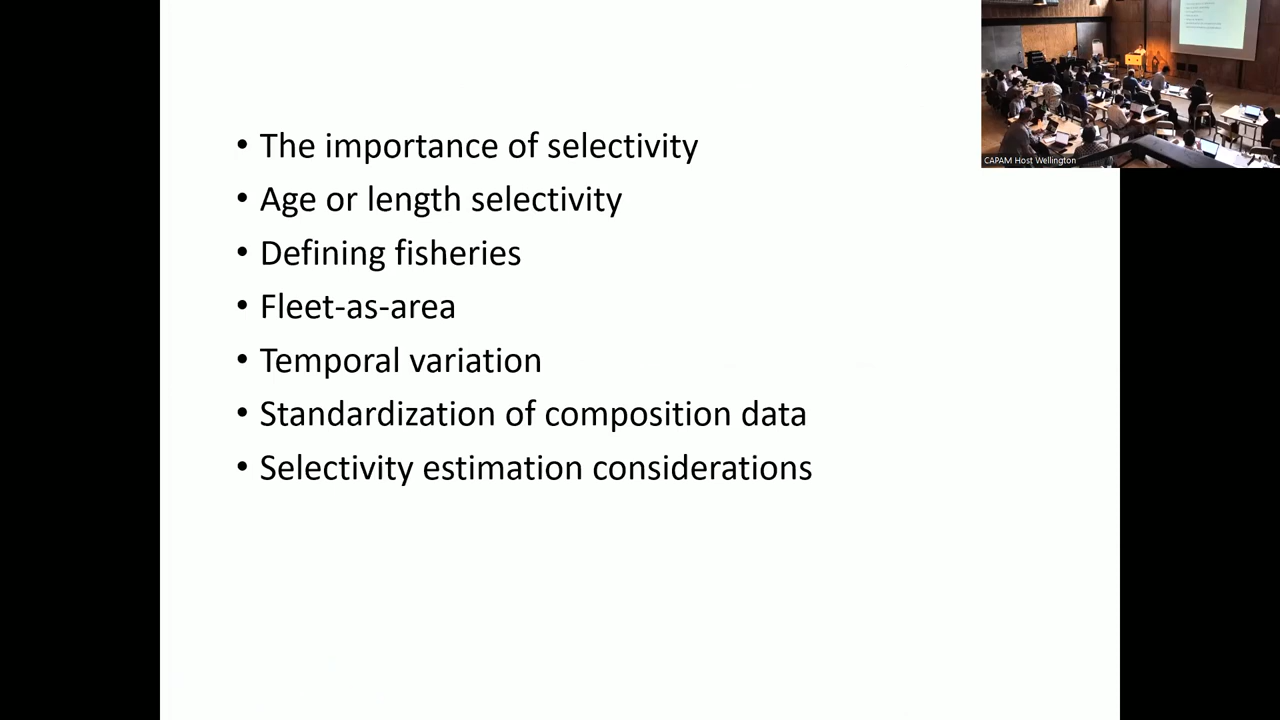 • The importance of selectivity
• Age or length selectivity
• Defining fisheries
• Fleet-as-area
• Temporal variation
• Standardization of composition data
• Selectivity estimation considerations
CAPAM Host Wellington